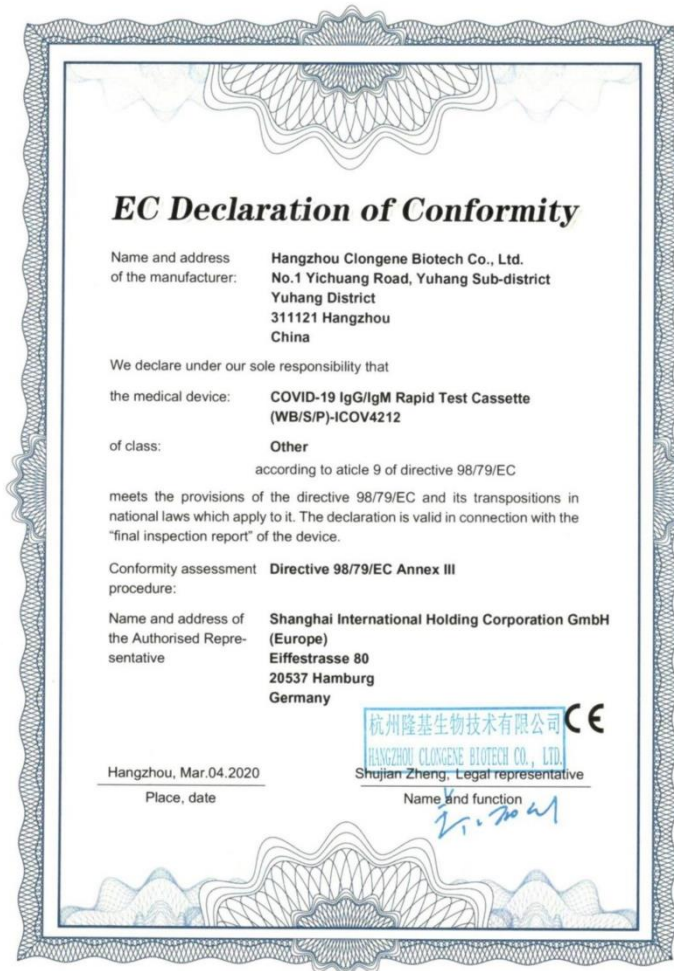 EC Declaration of Conformity
Name and address
of the manufacturer:
Hangzhou Clongene Biotech Co., Ltd.
No.1 Yichuang Road, Yuhang Sub-district
Yuhang District
311121 Hangzhou
China
We declare under our sole responsibility that
the medical device:
COVID-19 IgG/IgM Rapid Test Cassette
(WB/S/P)-ICOV4212
of class:
Other
according to aticle 9 of directive 98/79/EC
meets the provisions of the directive 98/79/EC and its transpositions in
national laws which apply to it. The declaration is valid in connection with the
“final inspection report” of the device.
Conformity assessment
procedure:
Directive 98/79/EC Annex III
Name and address of
the Authorised Repre-
sentative
Shanghai International Holding Corporation GmbH
(Europe)
Eiffestrasse 80
20537 Hamburg
Germany
杭州隆基生物技术有限公司
HANGZHOU CLONGENE BIOTECH CO., LTD.
CE
Hangzhou, Mar.04.2020
Place, date
Shujian Zheng, Legal representative
Name and function